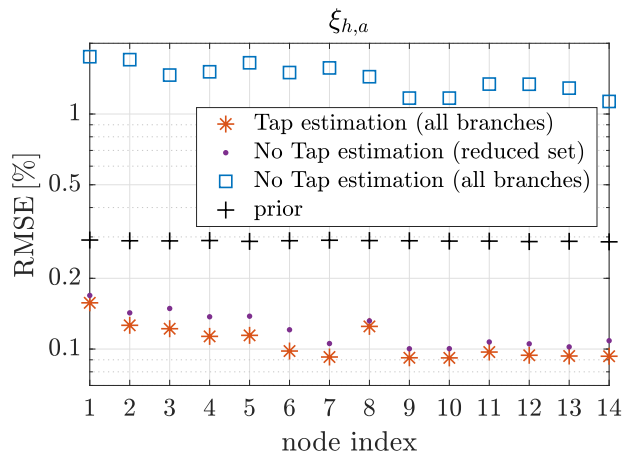 ξh,a
1
0.5
0.2
0.1
RMSE [%]
Tap estimation (all branches)
No Tap estimation (reduced set)
No Tap estimation (all branches)
prior
1 2 3 4 5 6 7 8 9 10 11 12 13 14
node index